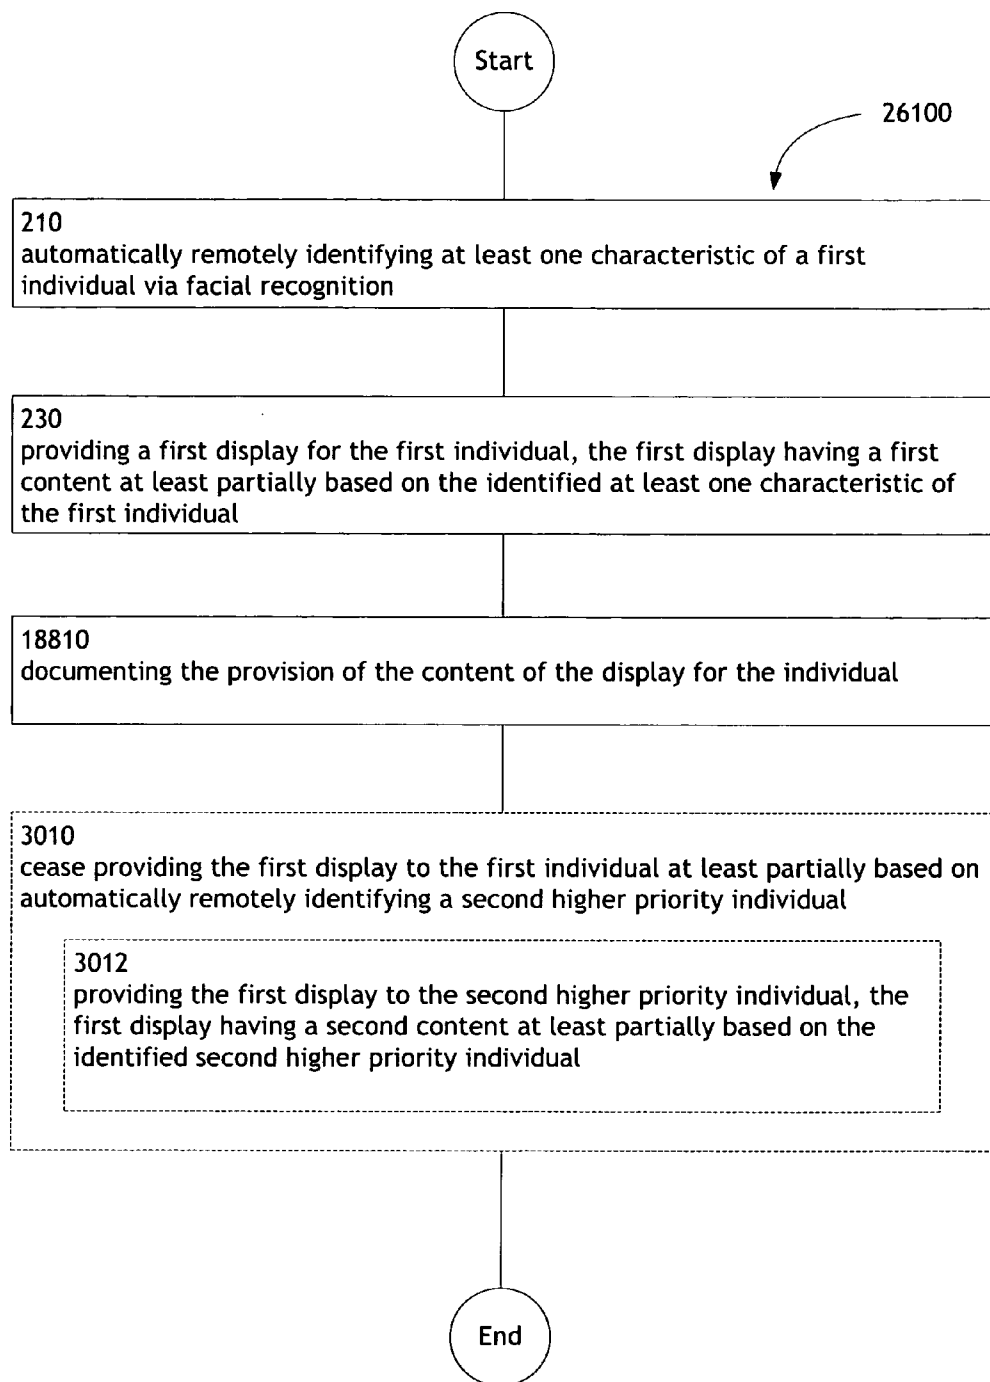 Start
26100
210
automatically remotely identifying at least one characteristic of a first
individual via facial recognition
230
providing a first display for the first individual, the first display having a first
content at least partially based on the identified at least one characteristic of
the first individual
18810
documenting the provision of the content of the display for the individual
3010
cease providing the first display to the first individual at least partially based on
automatically remotely identifying a second higher priority individual
3012
providing the first display to the second higher priority individual, the
first display having a second content at least partially based on the
identified second higher priority individual
End